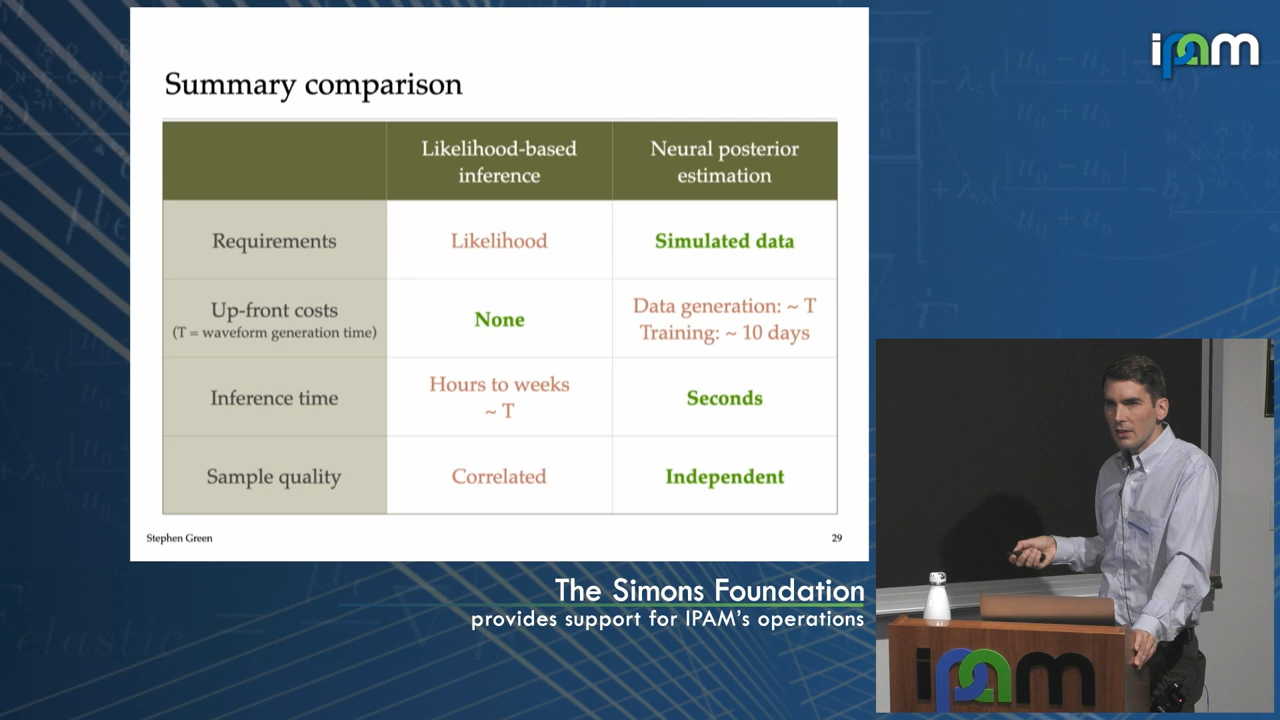 ipam
Summary comparison
Likelihood-based
inference
Neural posterior
estimation
Requirements
Likelihood
Simulated data
Up-front costs
(T = waveform generation time)
None
Data generation: ~ T
Training: ~ 10 days
Inference time
Hours to weeks
~ T
Seconds
Sample quality
Correlated
Independent
Stephen Green
29
The Simons Foundation
provides support for IPAM's operations
ipam